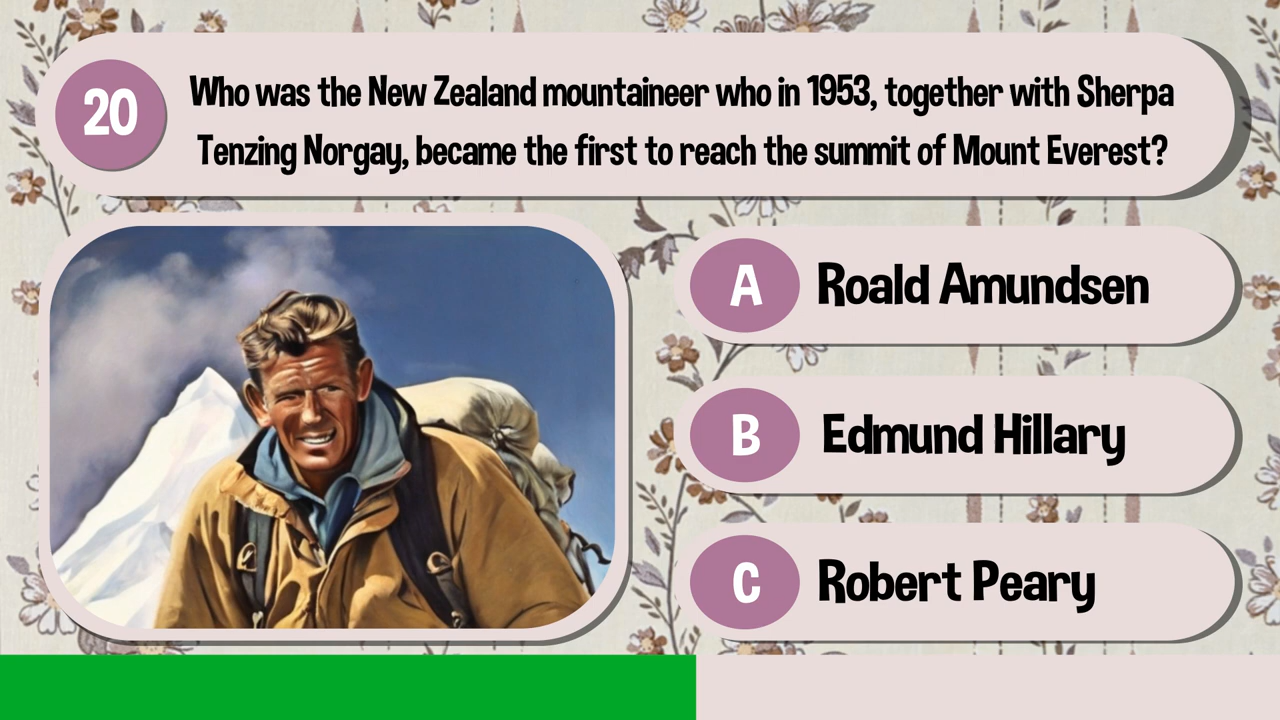 20
Who was the New Zealand mountaineer who in 1953, together with Sherpa
Tenzing Norgay, became the first to reach the summit of Mount Everest?
A Roald Amundsen
B Edmund Hillary
C Robert Peary